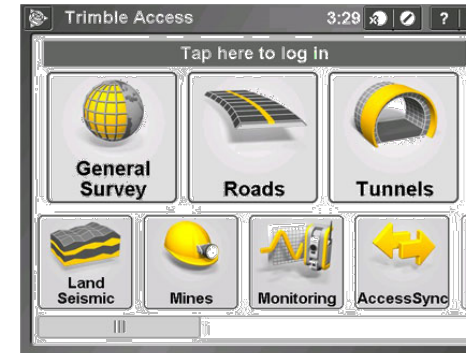 Trimble Access 3:29 ?
Tap here to log in
General
Survey
Roads
Tunnels
Land
Seismic
Mines
Monitoring
AccessSync